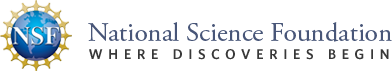 NSF
National Science Foundation
WHERE DISCOVERIES BEGIN